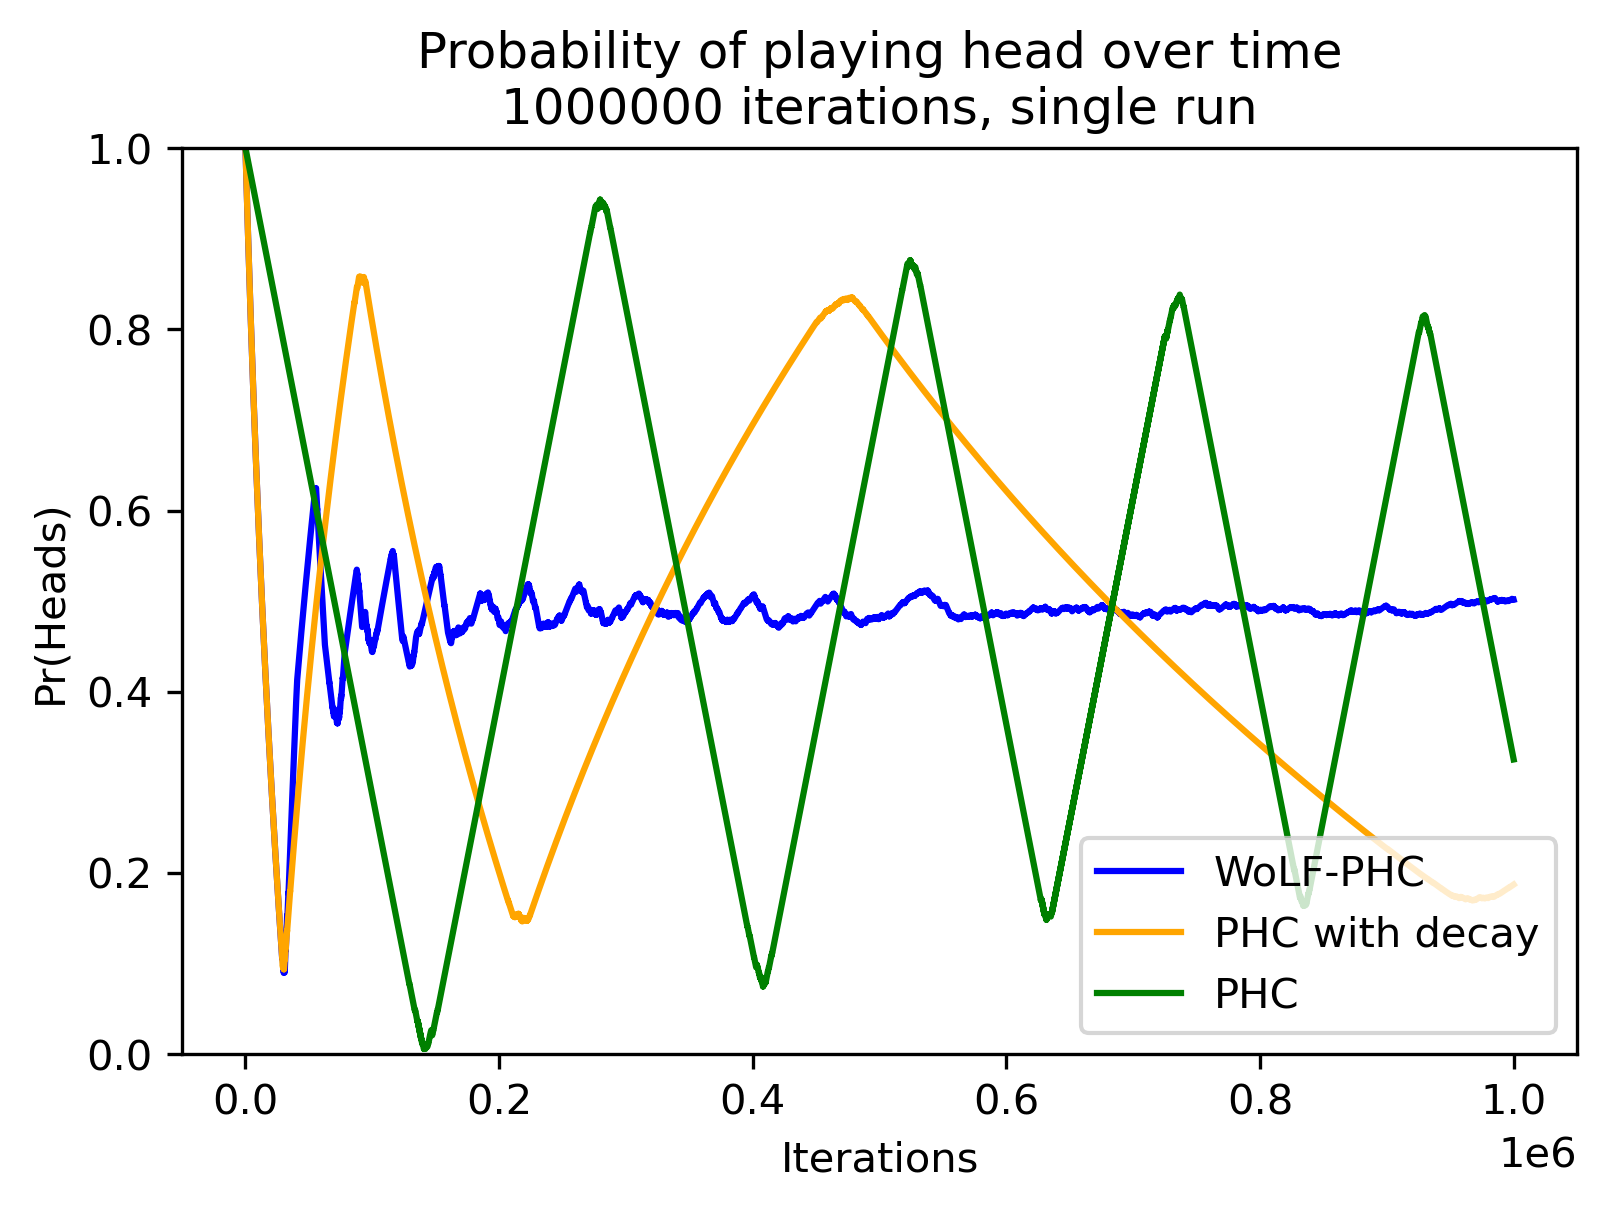 Probability of playing head over time
1000000 iterations, single run
Pr(Heads)
1.0
0.8
0.6
0.4
0.2
0.0
WoLF-PHC
PHC with decay
PHC
0.0 0.2 0.4 0.6 0.8 1.0
1e6
Iterations